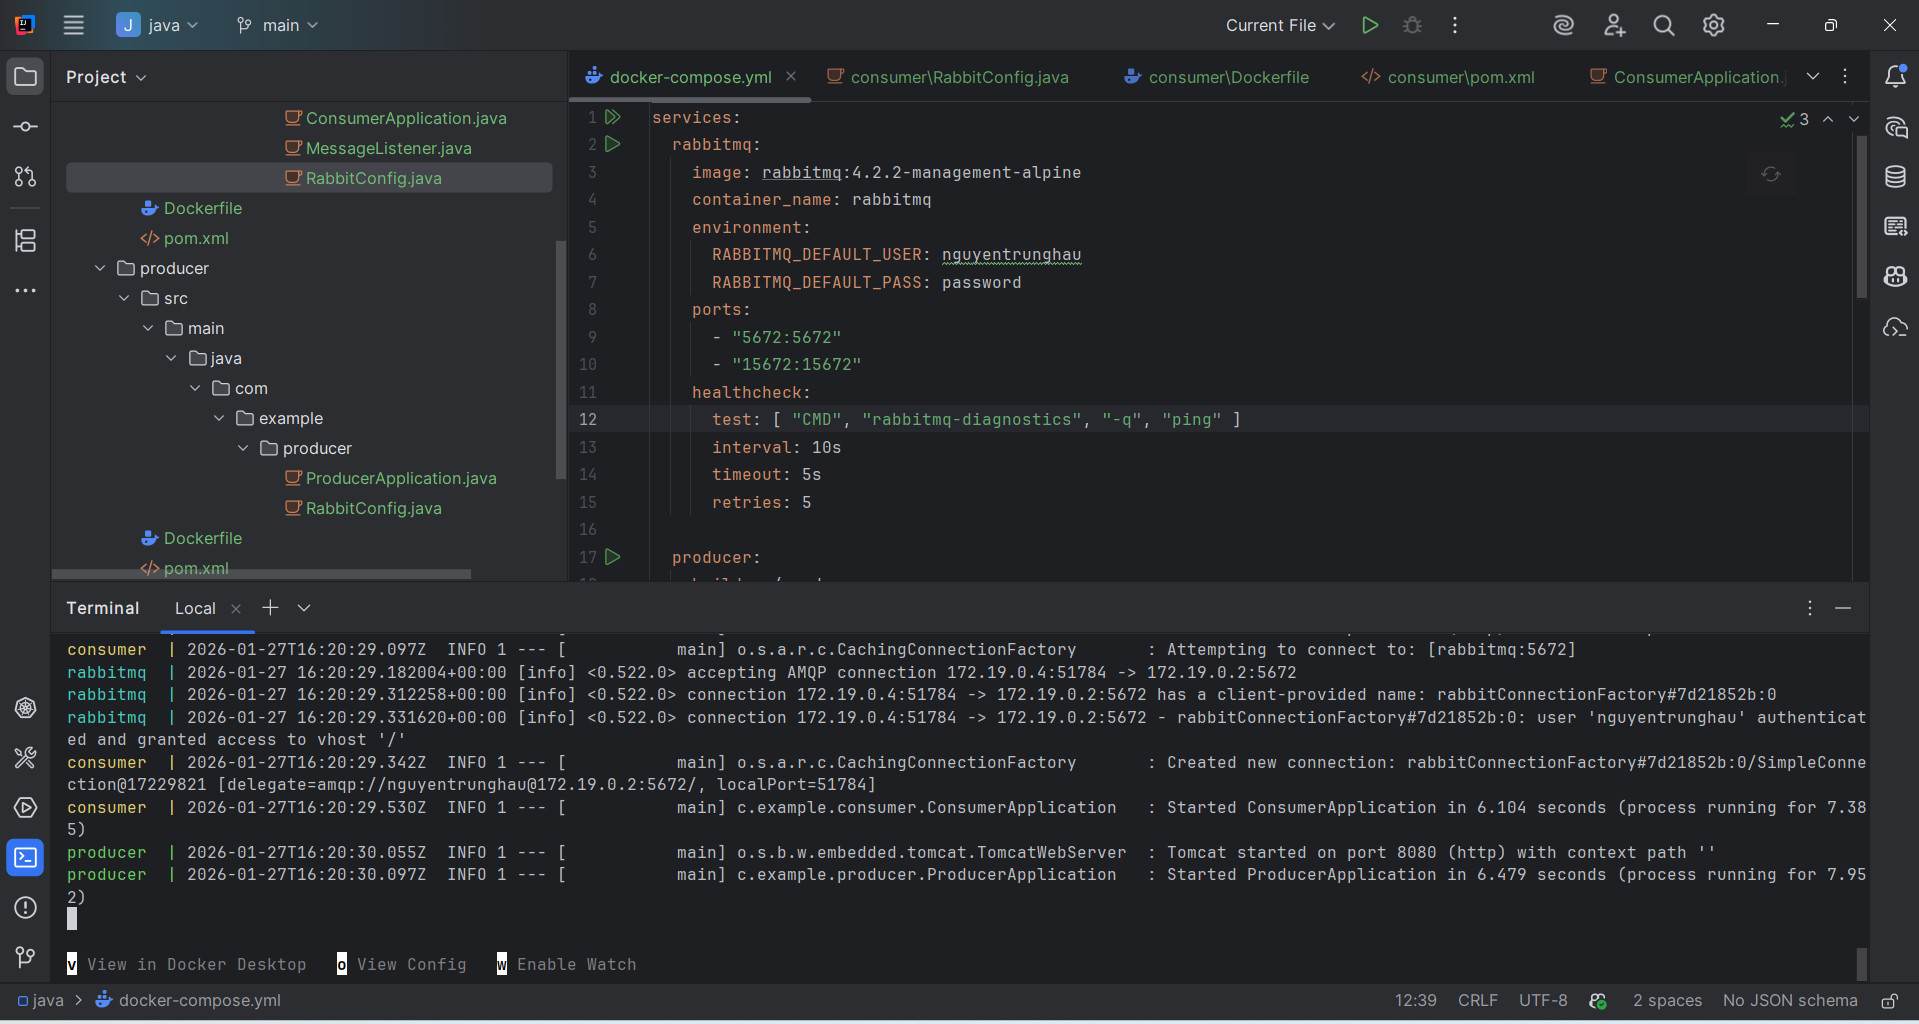 J java main Current File
Project
docker-compose.yml consumer\RabbitConfig.java consumer\Dockerfile consumer\pom.xml ConsumerApplication.
ConsumerApplication.java
MessageListener.java
RabbitConfig.java
Dockerfile
pom.xml
producer
src
main
java
com
example
producer
ProducerApplication.java
RabbitConfig.java
Dockerfile
pom.xml
3
1 services:
2 rabbitmq:
3 image: rabbitmq:4.2.2-management-alpine
4 container_name: rabbitmq
5 environment:
6 RABBITMQ_DEFAULT_USER: nguyentrunghau
7 RABBITMQ_DEFAULT_PASS: password
8 ports:
9 - "5672:5672"
10 - "15672:15672"
11 healthcheck:
12 test: [ "CMD", "rabbitmq-diagnostics", "-q", "ping" ]
13 interval: 10s
14 timeout: 5s
15 retries: 5
16
17 producer:
Terminal Local
consumer | 2026-01-27T16:20:29.097Z INFO 1 --- [ main] o.s.a.r.c.CachingConnectionFactory : Attempting to connect to: [rabbitmq:5672]
rabbitmq | 2026-01-27 16:20:29.182004+00:00 [info] <0.522.0> accepting AMQP connection 172.19.0.4:51784 -> 172.19.0.2:5672
rabbitmq | 2026-01-27 16:20:29.312258+00:00 [info] <0.522.0> connection 172.19.0.4:51784 -> 172.19.0.2:5672 has a client-provided name: rabbitConnectionFactory#7d21852b:0
rabbitmq | 2026-01-27 16:20:29.331620+00:00 [info] <0.522.0> connection 172.19.0.4:51784 -> 172.19.0.2:5672 - rabbitConnectionFactory#7d21852b:0: user 'nguyentrunghau' authenticat
ed and granted access to vhost '/'
consumer | 2026-01-27T16:20:29.342Z INFO 1 --- [ main] o.s.a.r.c.CachingConnectionFactory : Created new connection: rabbitConnectionFactory#7d21852b:0/SimpleConne
ction@17229821 [delegate=amqp://nguyentrunghau@172.19.0.2:5672/, localPort=51784]
consumer | 2026-01-27T16:20:29.530Z INFO 1 --- [ main] c.example.consumer.ConsumerApplication : Started ConsumerApplication in 6.104 seconds (process running for 7.38
5)
producer | 2026-01-27T16:20:30.055Z INFO 1 --- [ main] o.s.b.w.embedded.tomcat.TomcatWebServer : Tomcat started on port 8080 (http) with context path ''
producer | 2026-01-27T16:20:30.097Z INFO 1 --- [ main] c.example.producer.ProducerApplication : Started ProducerApplication in 6.479 seconds (process running for 7.95
2)
v View in Docker Desktop o View Config w Enable Watch
java > docker-compose.yml 12:39 CRLF UTF-8 2 spaces No JSON schema